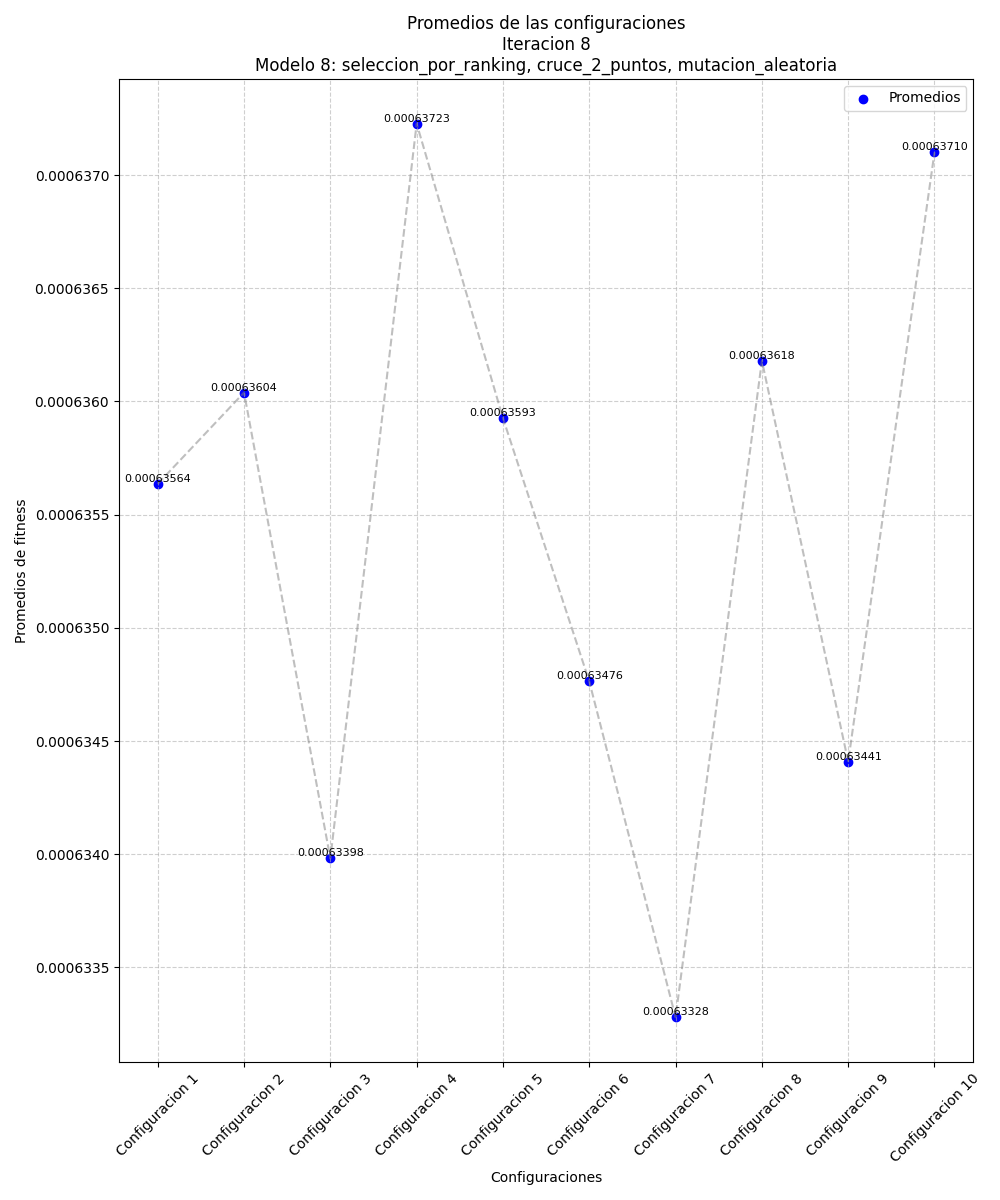 Promedios de las configuraciones
Iteracion 8
Modelo 8: seleccion_por_ranking, cruce_2_puntos, mutacion_aleatoria
Promedios
0.00063723
0.00063710
0.0006370
0.0006365
0.00063618
0.00063604
0.0006360
0.00063593
0.00063564
0.0006355
Promedios de fitness
0.0006350
0.00063476
0.0006345
0.00063441
0.0006340
0.00063398
0.0006335
0.00063328
Configuracion 1
Configuracion 2
Configuracion 3
Configuracion 4
Configuracion 5
Configuracion 6
Configuracion 7
Configuracion 8
Configuracion 9
Configuracion 10
Configuraciones